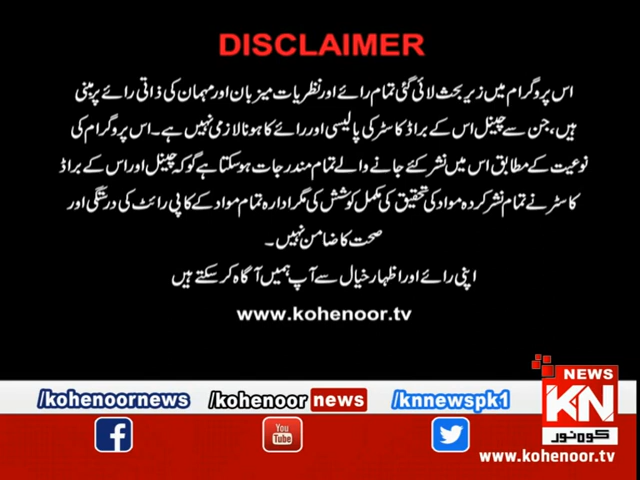 DISCLAIMER
اس پروگرام میں زیر بحث لائی گئی تمام رائے اور نظریات میزبان اور مہمان کی ذاتی رائے پر مبنی
ہیں، جن سے چینل اس کے براڈ کاسٹر کی پالیسی اور رائے کا ہونا لازمی نہیں ہے۔ اس پروگرام کی
نوعیت کے مطابق اس میں نشر کئے جانے والے تمام مندرجات ہو سکتا ہے گو کہ چینل اور اس کے براڈ
کاسٹر نے تمام نشر کردہ مواد کی تحقیق کی مکمل کوشش کی مگر ادارہ تمام مواد کے کاپی رائٹ کی درستگی اور
صحت کا ضامن نہیں۔
اپنی رائے اور اظہار خیال سے آپ ہمیں آگاہ کر سکتے ہیں
www.kohenoor.tv
/kohenoornews /kohenoor news /knnewspk1
NEWS
KN
کوہ نور
f You Tube
www.kohenoor.tv